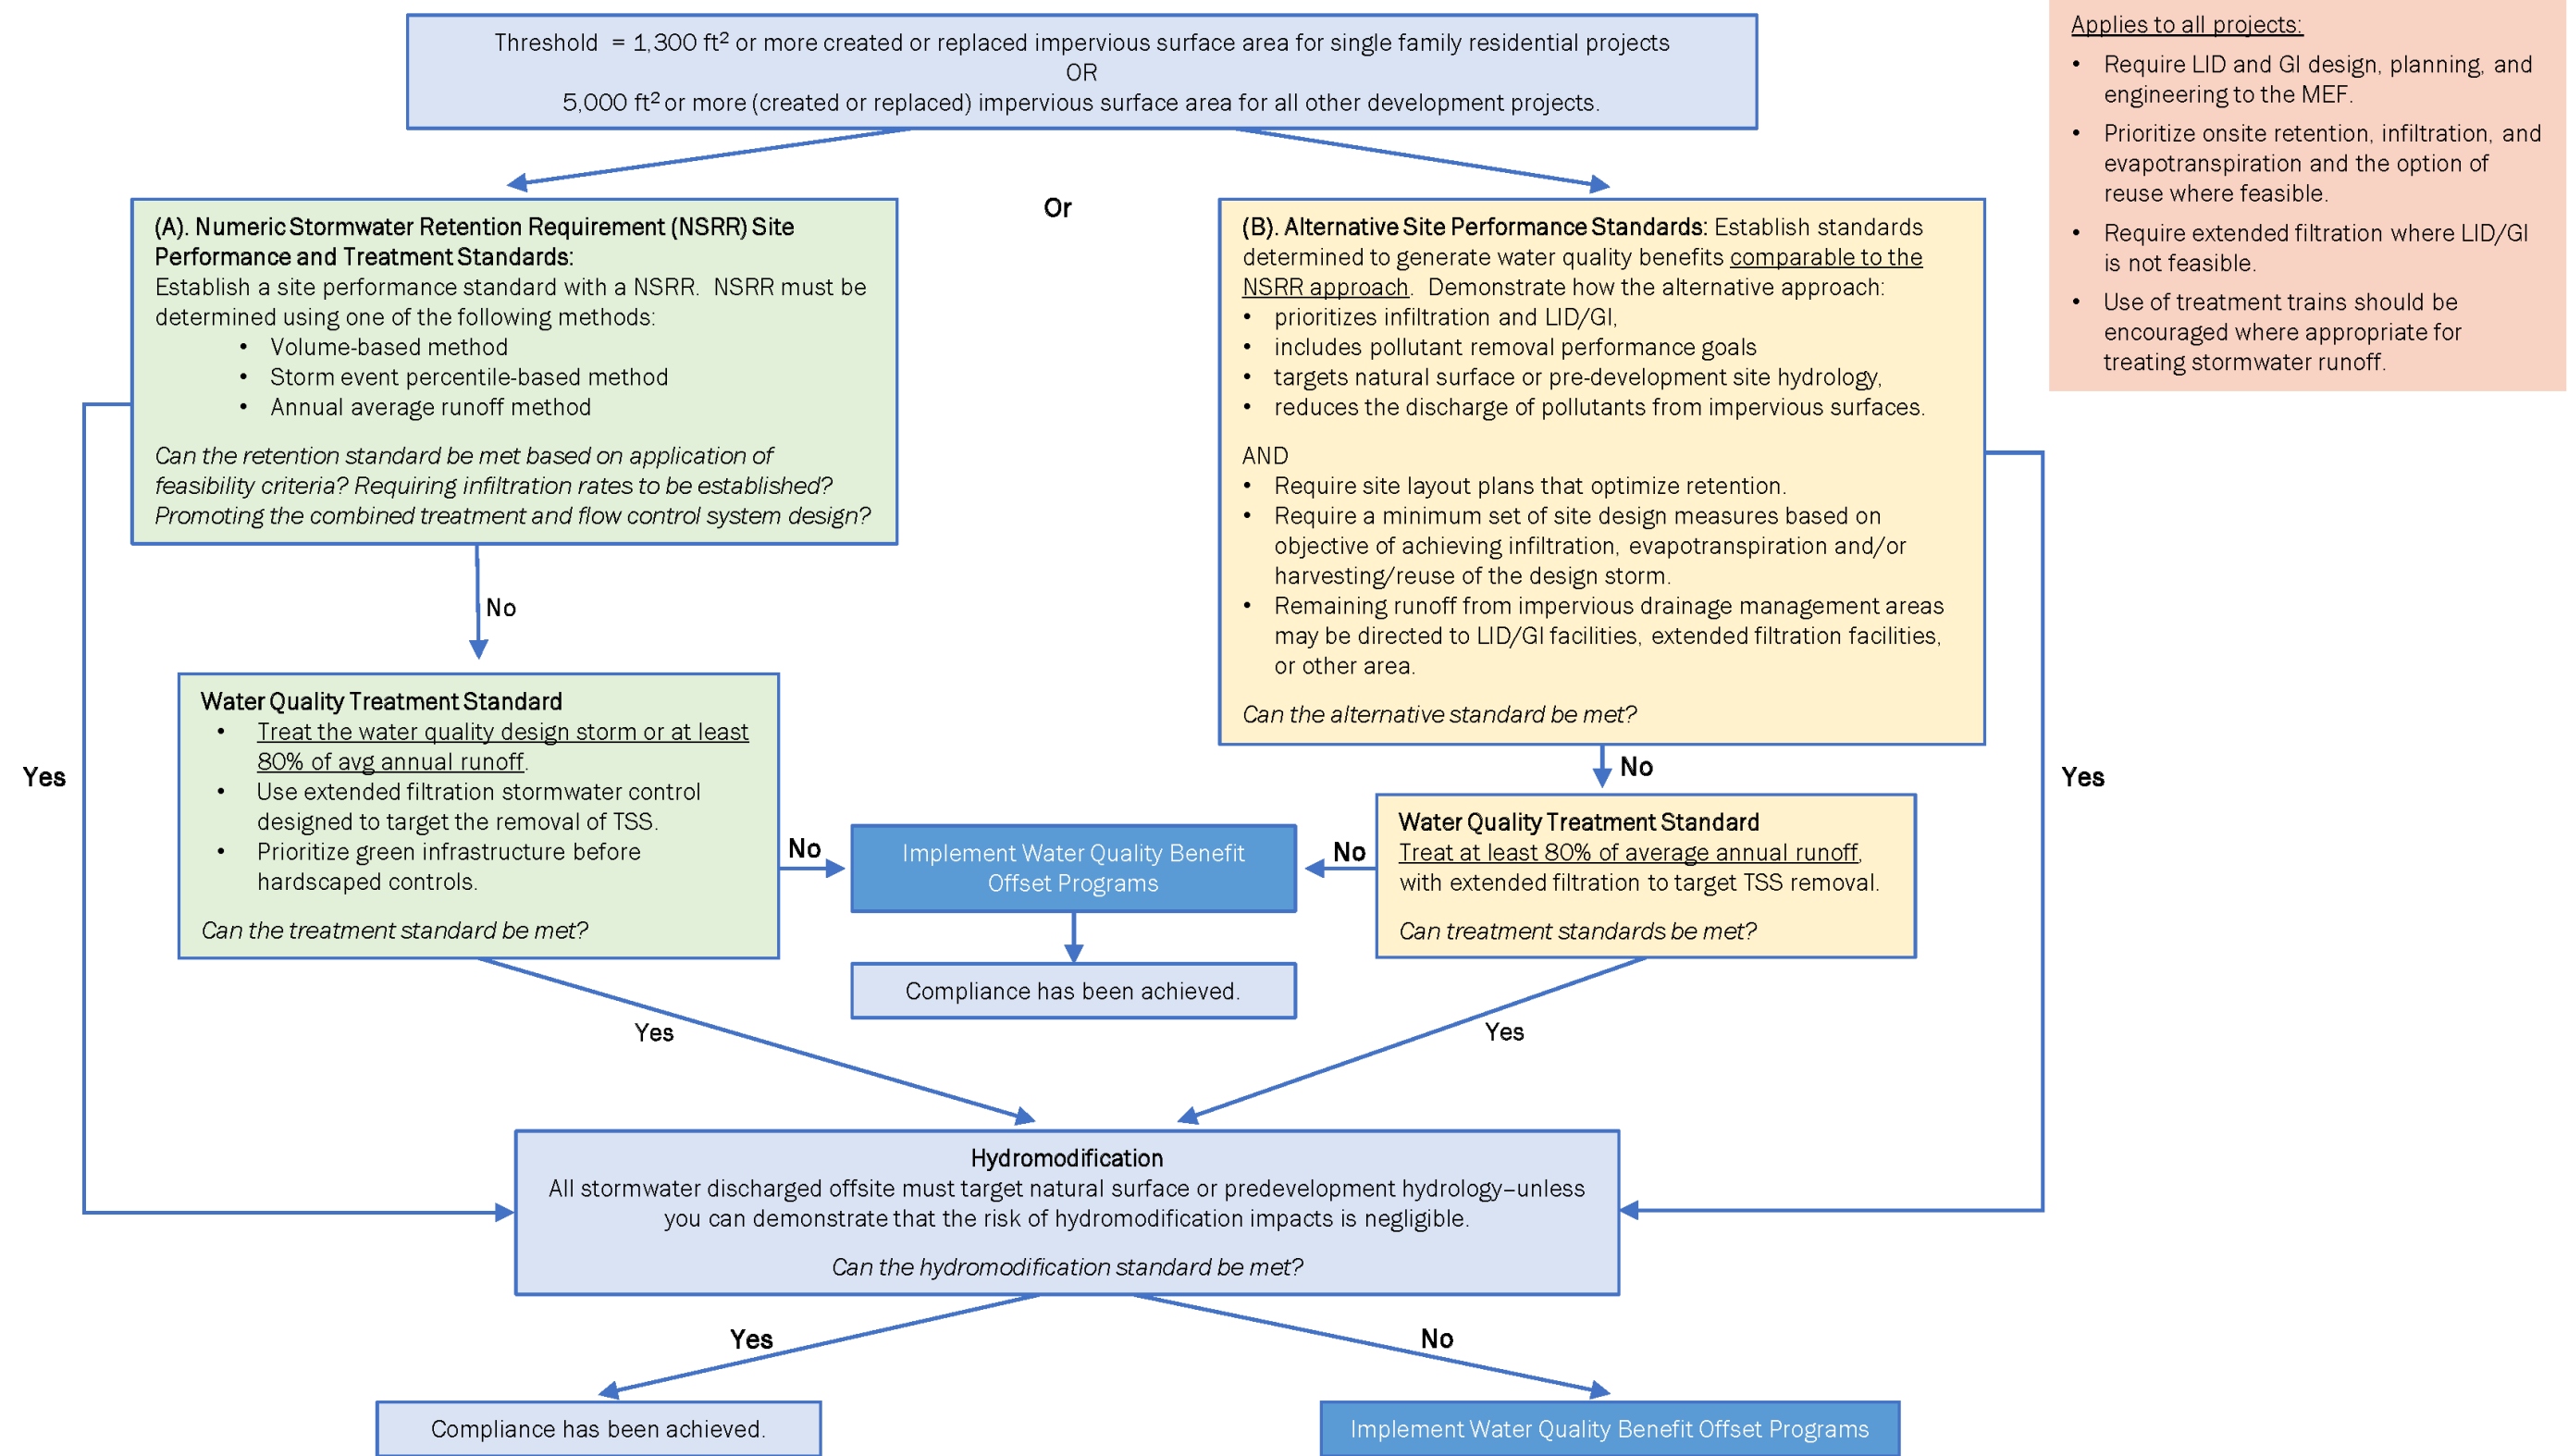 Threshold = 1,300 ft² or more created or replaced impervious surface area for single family residential projects
OR
5,000 ft² or more (created or replaced) impervious surface area for all other development projects.
Applies to all projects:
• Require LID and GI design, planning, and
engineering to the MEF.
• Prioritize onsite retention, infiltration, and
evapotranspiration and the option of
reuse where feasible.
• Require extended filtration where LID/GI
is not feasible.
• Use of treatment trains should be
encouraged where appropriate for
treating stormwater runoff.
Or
(A). Numeric Stormwater Retention Requirement (NSRR) Site
Performance and Treatment Standards:
Establish a site performance standard with a NSRR. NSRR must be
determined using one of the following methods:
• Volume-based method
• Storm event percentile-based method
• Annual average runoff method
Can the retention standard be met based on application of
feasibility criteria? Requiring infiltration rates to be established?
Promoting the combined treatment and flow control system design?
(B). Alternative Site Performance Standards: Establish standards
determined to generate water quality benefits comparable to the
NSRR approach. Demonstrate how the alternative approach:
• prioritizes infiltration and LID/GI,
• includes pollutant removal performance goals
• targets natural surface or pre-development site hydrology,
• reduces the discharge of pollutants from impervious surfaces.
AND
• Require site layout plans that optimize retention.
• Require a minimum set of site design measures based on
objective of achieving infiltration, evapotranspiration and/or
harvesting/reuse of the design storm.
• Remaining runoff from impervious drainage management areas
may be directed to LID/GI facilities, extended filtration facilities,
or other area.
Can the alternative standard be met?
No
No
Yes
Yes
Water Quality Treatment Standard
• Treat the water quality design storm or at least
80% of avg annual runoff.
• Use extended filtration stormwater control
designed to target the removal of TSS.
• Prioritize green infrastructure before
hardscaped controls.
Can the treatment standard be met?
No
Implement Water Quality Benefit
Offset Programs
No
Water Quality Treatment Standard
Treat at least 80% of average annual runoff,
with extended filtration to target TSS removal.
Can treatment standards be met?
Compliance has been achieved.
Yes
Yes
Hydromodification
All stormwater discharged offsite must target natural surface or predevelopment hydrology–unless
you can demonstrate that the risk of hydromodification impacts is negligible.
Can the hydromodification standard be met?
Yes
No
Compliance has been achieved.
Implement Water Quality Benefit Offset Programs